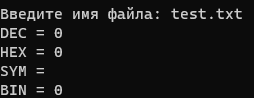 Введите имя файла: test.txt
DEC = 0
HEX = 0
SYM =
BIN = 0